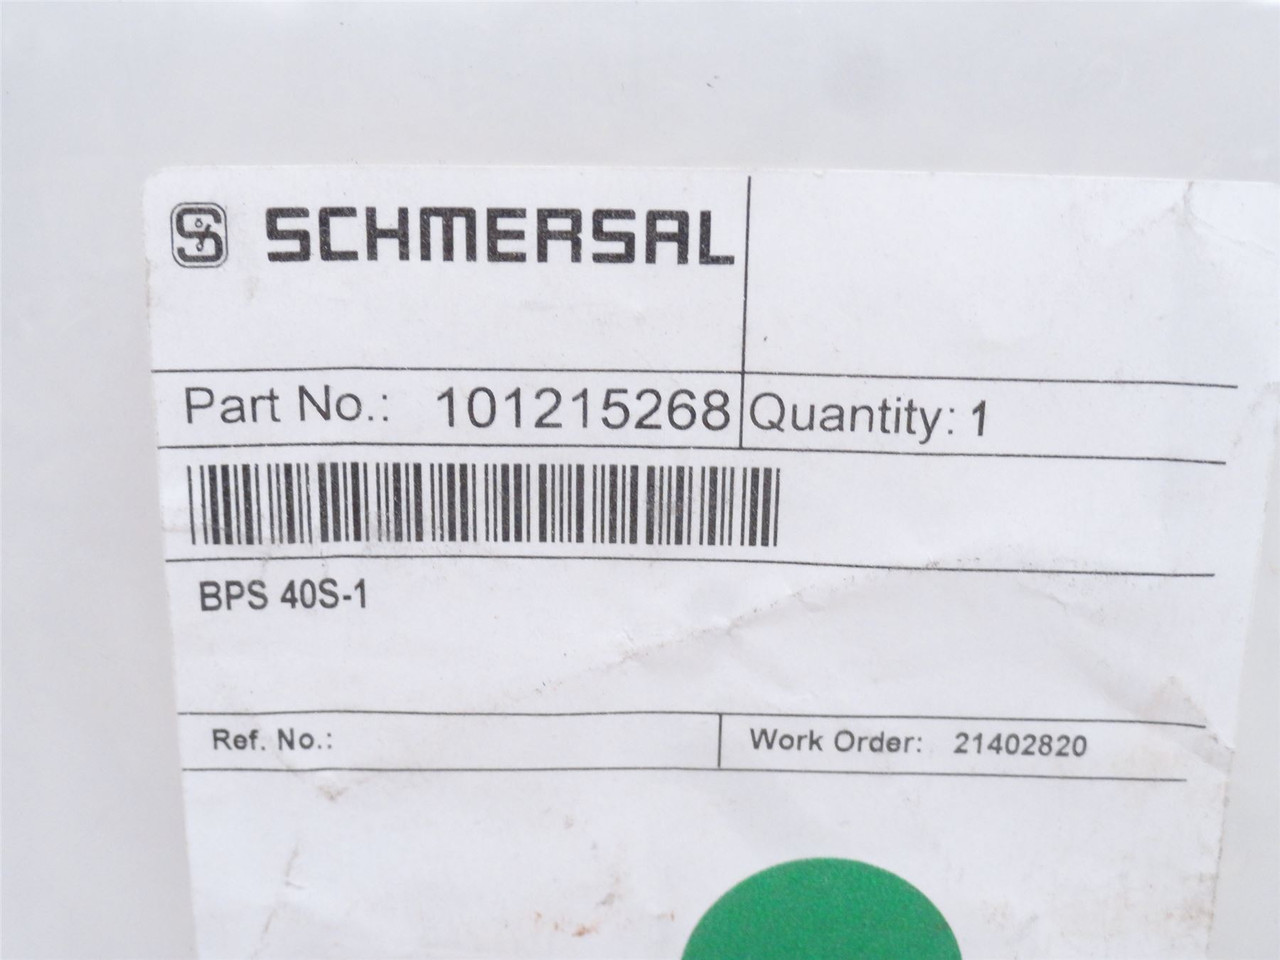 SCHMERSAL
Part No.: 101215268 Quantity: 1
BPS 40S-1
Ref. No.: Work Order: 21402820